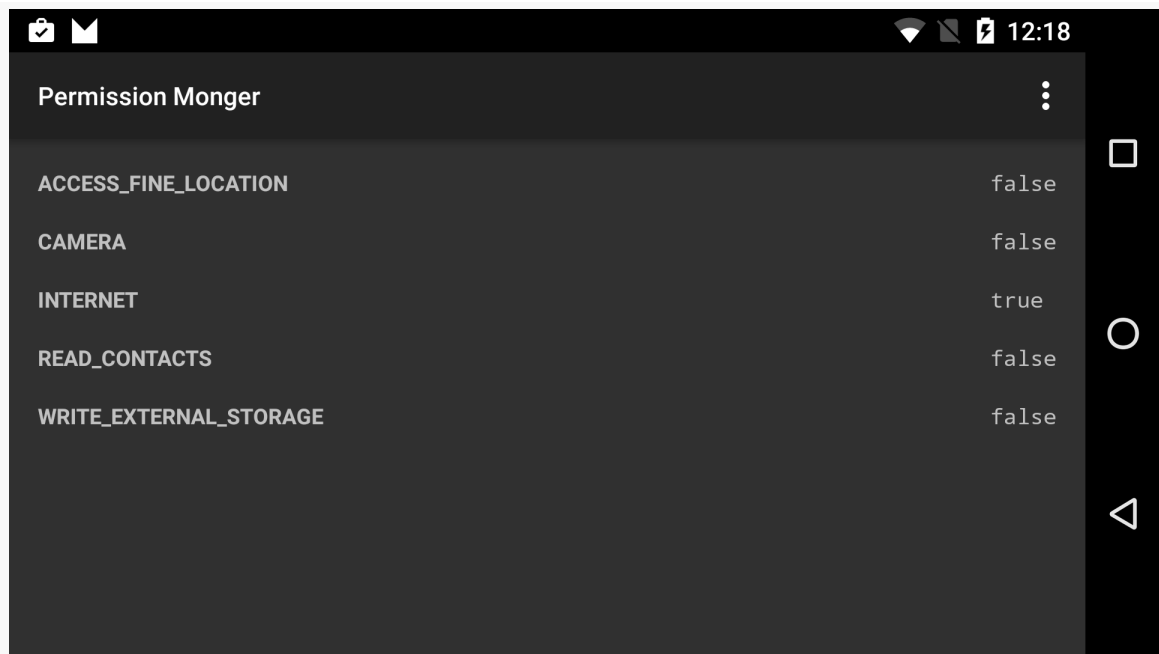 12:18
Permission Monger
ACCESS_FINE_LOCATION false
CAMERA false
INTERNET true
READ_CONTACTS false
WRITE_EXTERNAL_STORAGE false